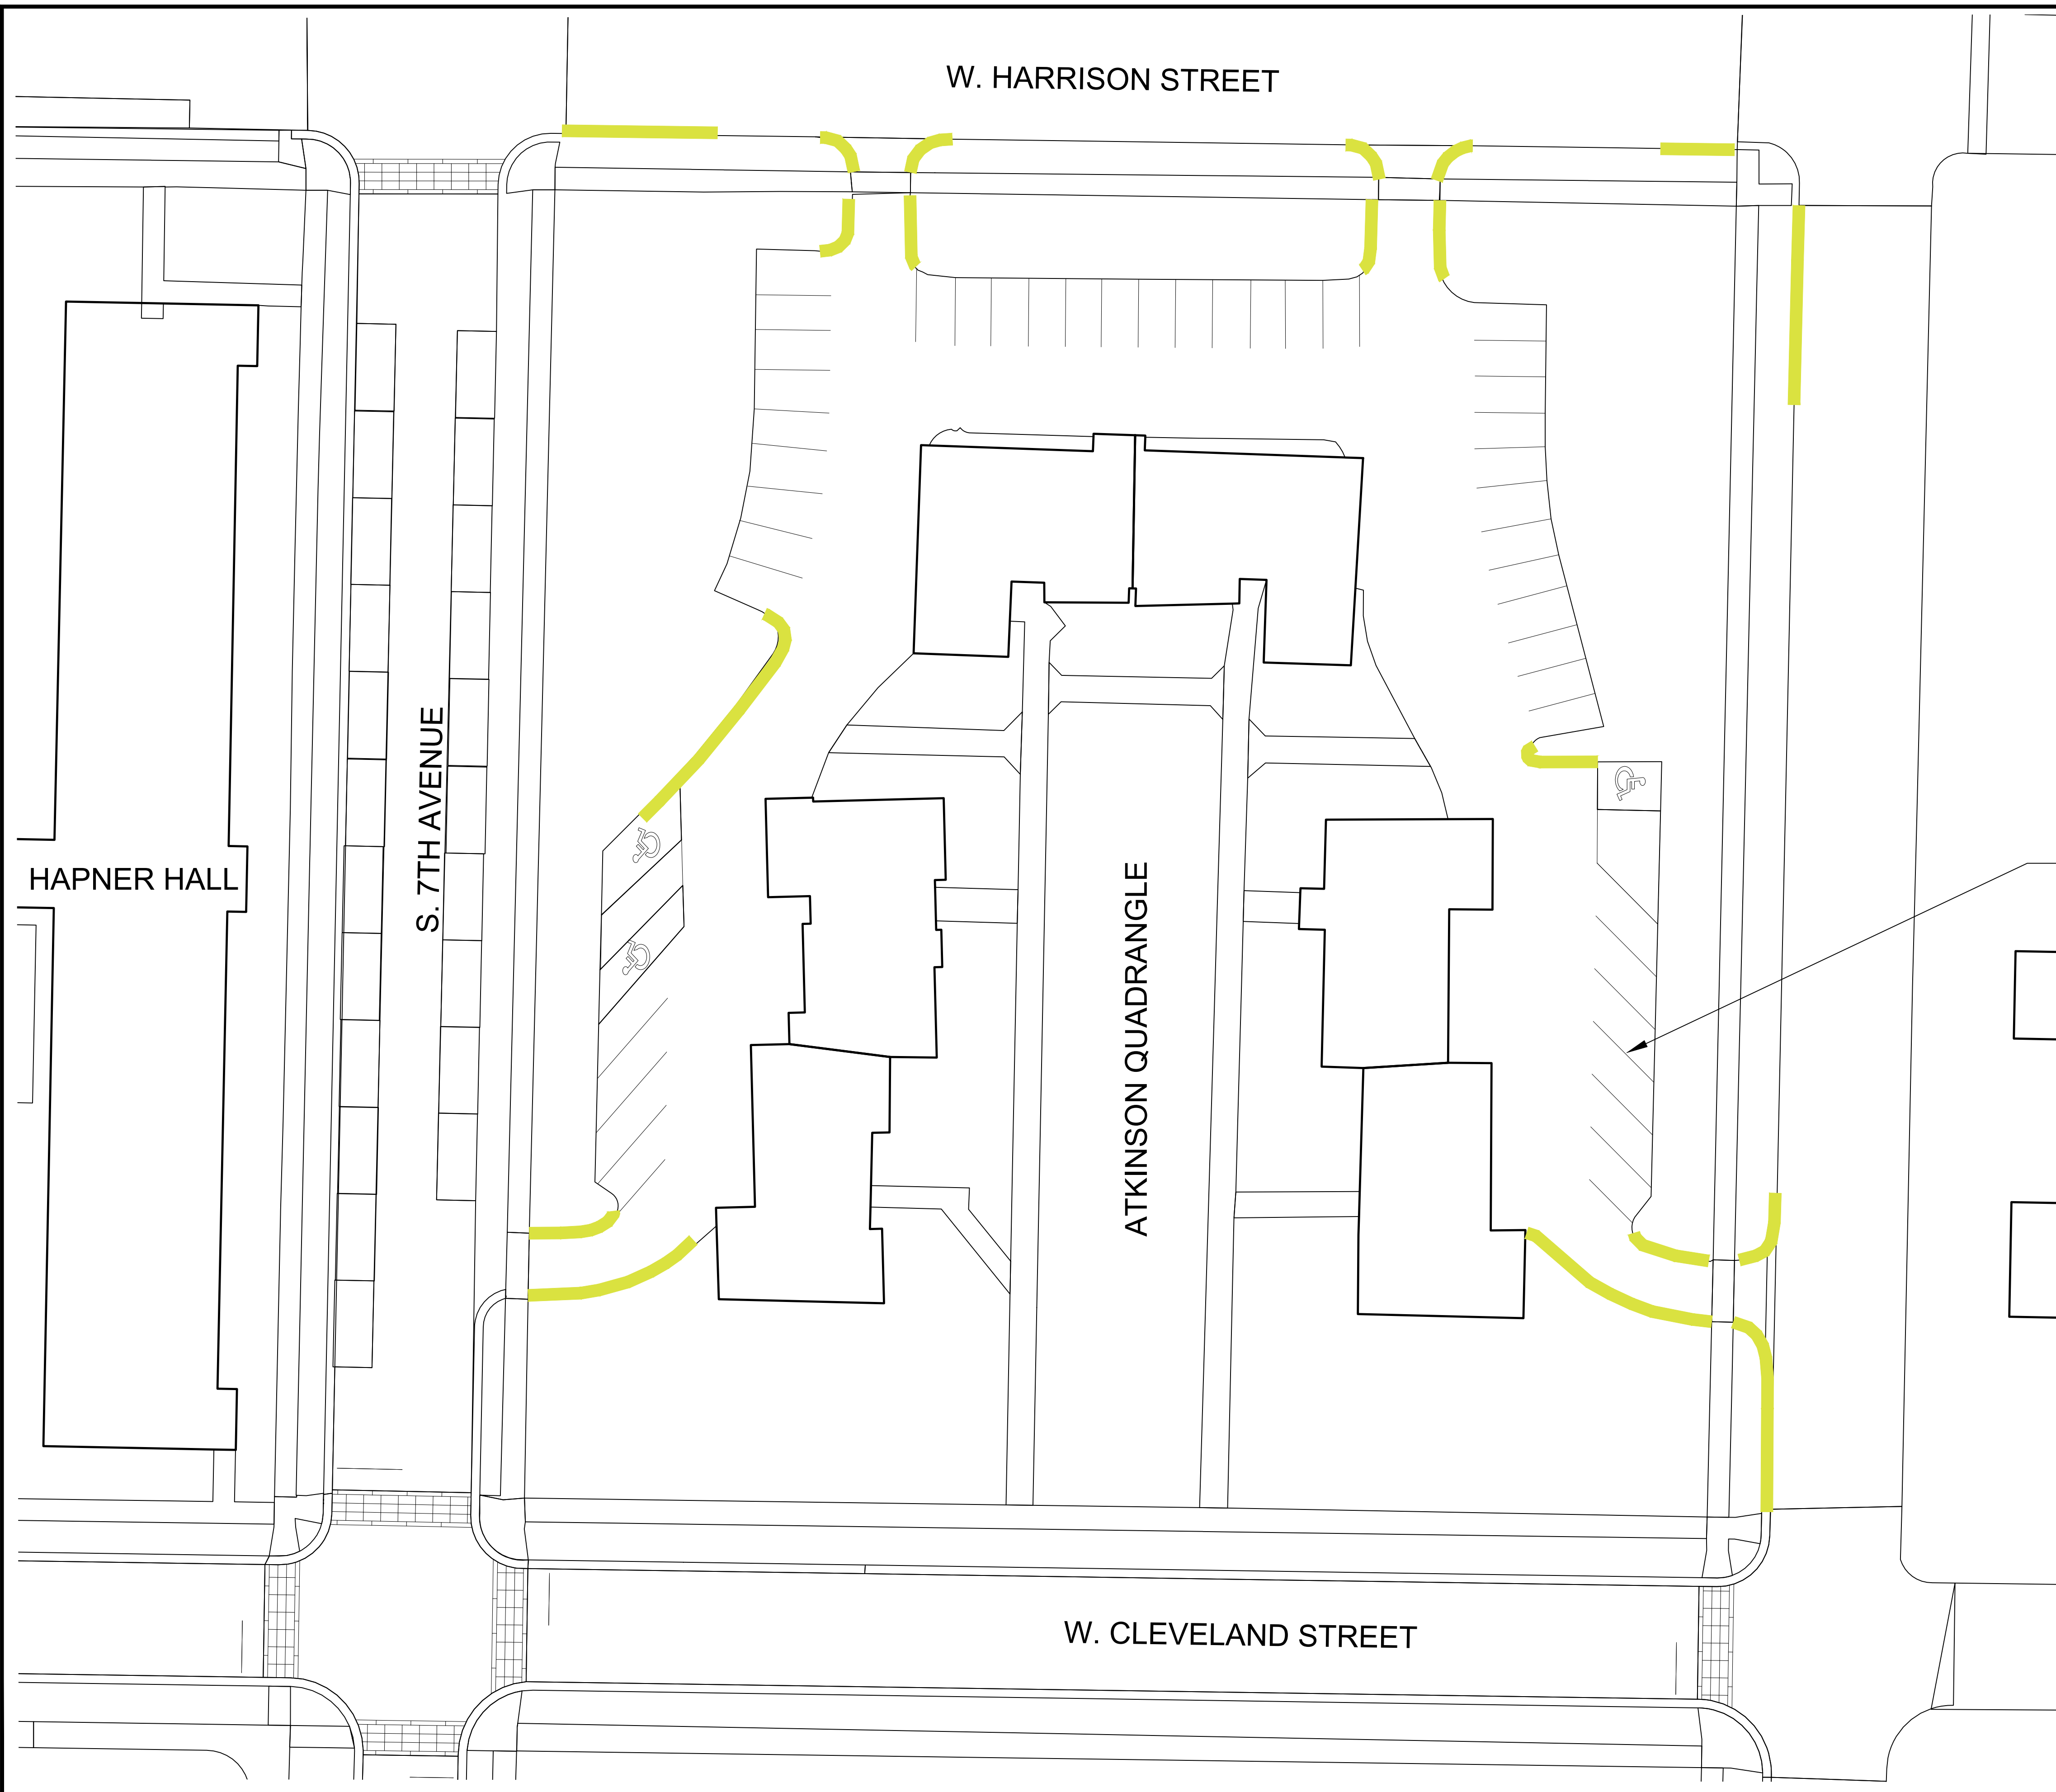 W. HARRISON STREET
S. 7TH AVENUE
HAPNER HALL
ATKINSON QUADRANGLE
W. CLEVELAND STREET